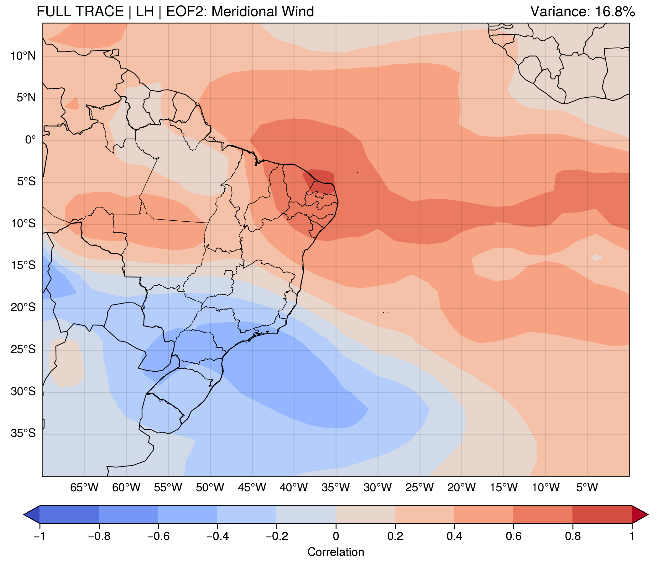 FULL TRACE | LH | EOF2: Meridional Wind Variance: 16.8%
10°N
5°N
0°
5°S
10°S
15°S
20°S
25°S
30°S
35°S
65°W 60°W 55°W 50°W 45°W 40°W 35°W 30°W 25°W 20°W 15°W 10°W 5°W
−1 −0.8 −0.6 −0.4 −0.2 0 0.2 0.4 0.6 0.8 1
Correlation